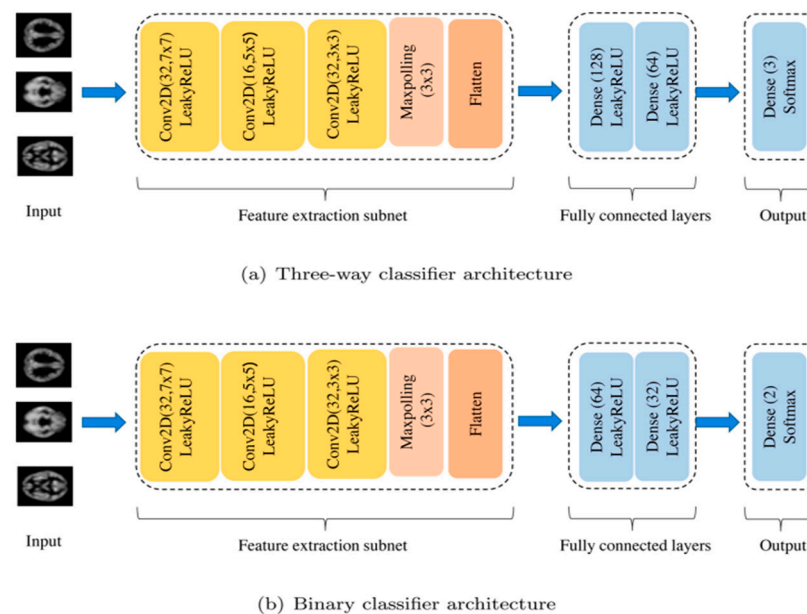 Conv2D(32,7x7)
LeakyReLU
Conv2D(16,5x5)
LeakyReLU
Conv2D(32,3x3)
LeakyReLU
Maxpolling
(3x3)
Flatten
Dense (128)
LeakyReLU
Dense (64)
LeakyReLU
Dense (3)
Softmax
Input
Feature extraction subnet
Fully connected layers
Output
(a) Three-way classifier architecture
Conv2D(32,7x7)
LeakyReLU
Conv2D(16,5x5)
LeakyReLU
Conv2D(32,3x3)
LeakyReLU
Maxpolling
(3x3)
Flatten
Dense (64)
LeakyReLU
Dense (32)
LeakyReLU
Dense (2)
Softmax
Input
Feature extraction subnet
Fully connected layers
Output
(b) Binary classifier architecture